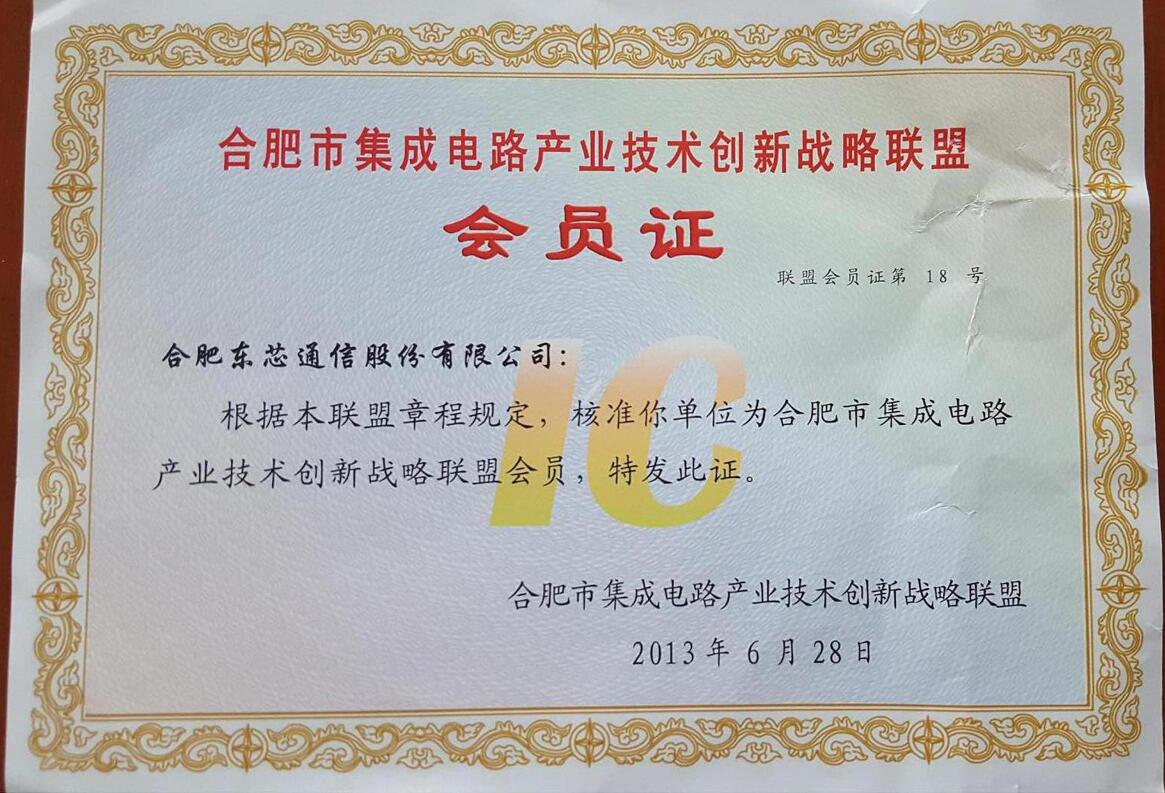 合肥市集成电路产业技术创新战略联盟
会员证
联盟会员证第 18 号
合肥东芯通信股份有限公司：
根据本联盟章程规定，核准你单位为合肥市集成电路
产业技术创新战略联盟会员，特发此证。
IC
合肥市集成电路产业技术创新战略联盟
2013 年 6 月 28 日